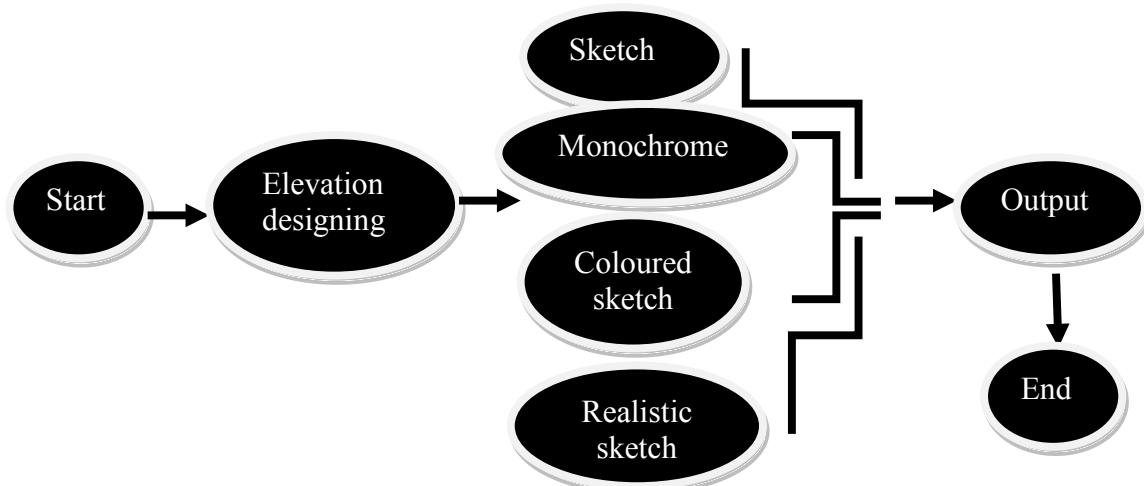 Start
Elevation
designing
Sketch
Monochrome
Coloured
sketch
Realistic
sketch
Output
End